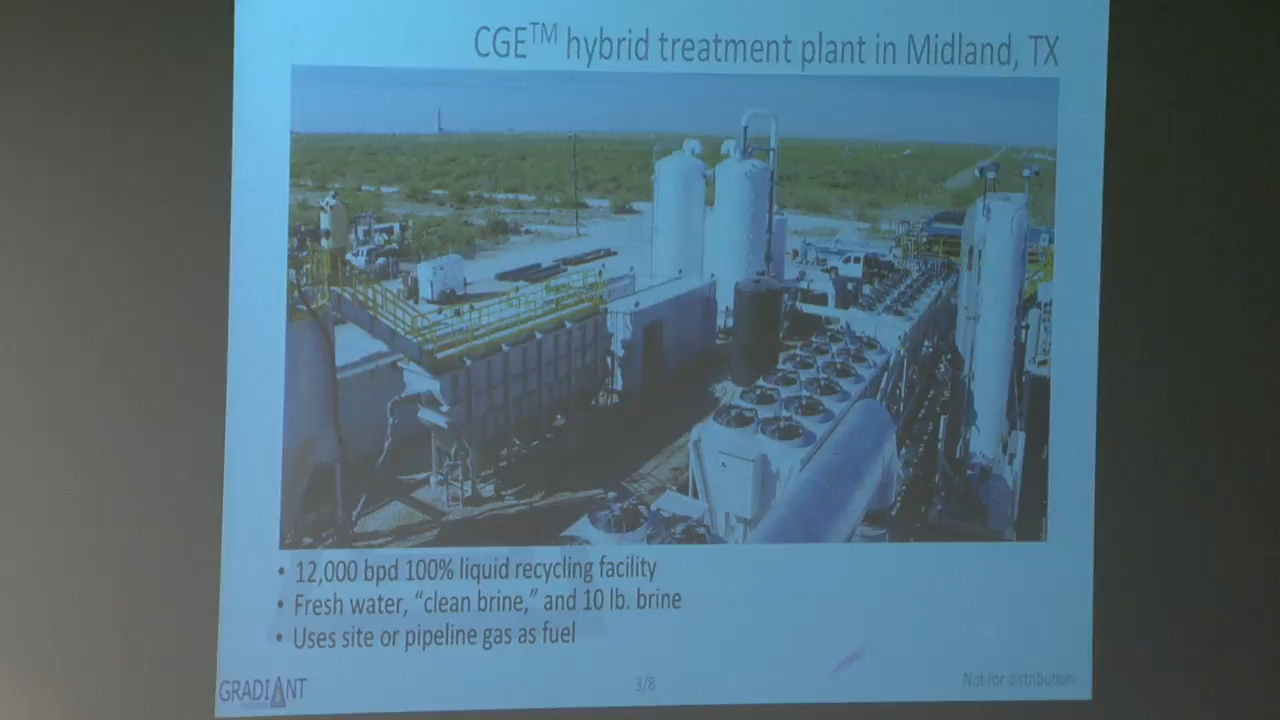 CGE™ hybrid treatment plant in Midland, TX
• 12,000 bpd 100% liquid recycling facility
• Fresh water, “clean brine,” and 10 lb. brine
• Uses site or pipeline gas as fuel
GRADIANT
3/8
Not for distribution